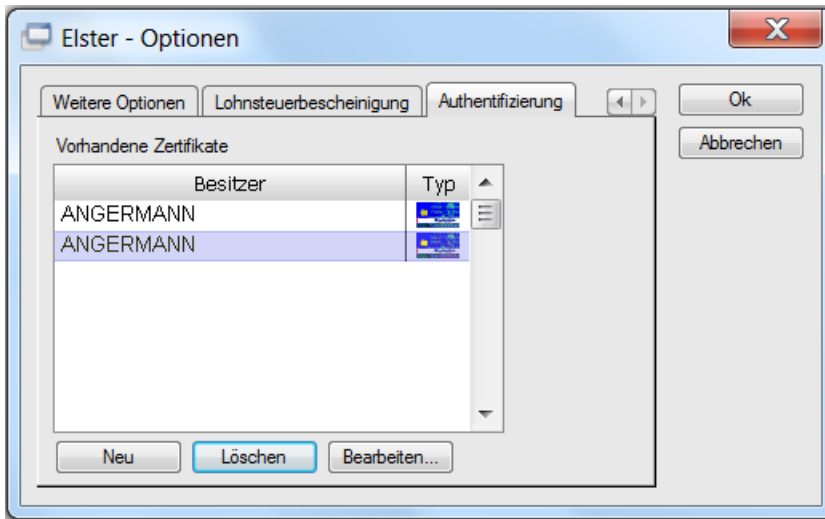 Elster - Optionen
Weitere Optionen Lohnsteuerbescheinigung Authentifizierung
Ok
Abbrechen
Vorhandene Zertifikate
Besitzer Typ
ANGERMANN
ANGERMANN
Neu Löschen Bearbeiten...